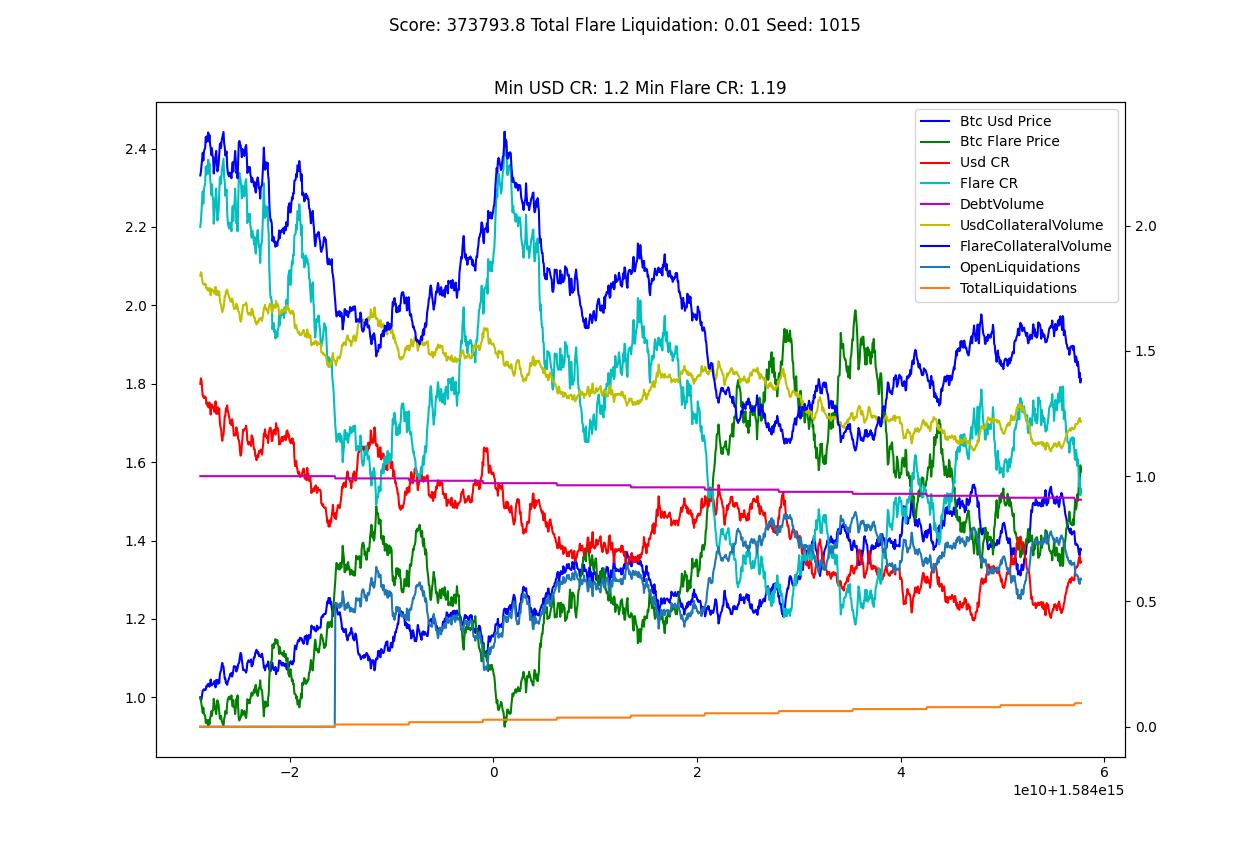 Score: 373793.8 Total Flare Liquidation: 0.01 Seed: 1015
Min USD CR: 1.2 Min Flare CR: 1.19
Btc Usd Price
Btc Flare Price
Usd CR
Flare CR
DebtVolume
UsdCollateralVolume
FlareCollateralVolume
OpenLiquidations
TotalLiquidations
2.4
2.2
2.0
1.8
1.6
1.4
1.2
1.0
2.0
1.5
1.0
0.5
0.0
−2 0 2 4 6
1e10+1.584e15